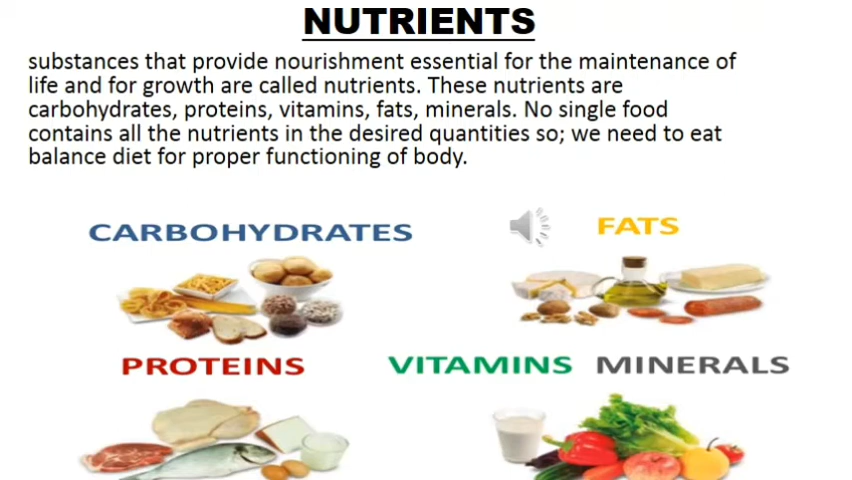 NUTRIENTS
substances that provide nourishment essential for the maintenance of
life and for growth are called nutrients. These nutrients are
carbohydrates, proteins, vitamins, fats, minerals. No single food
contains all the nutrients in the desired quantities so; we need to eat
balance diet for proper functioning of body.
CARBOHYDRATES
FATS
PROTEINS
VITAMINS MINERALS